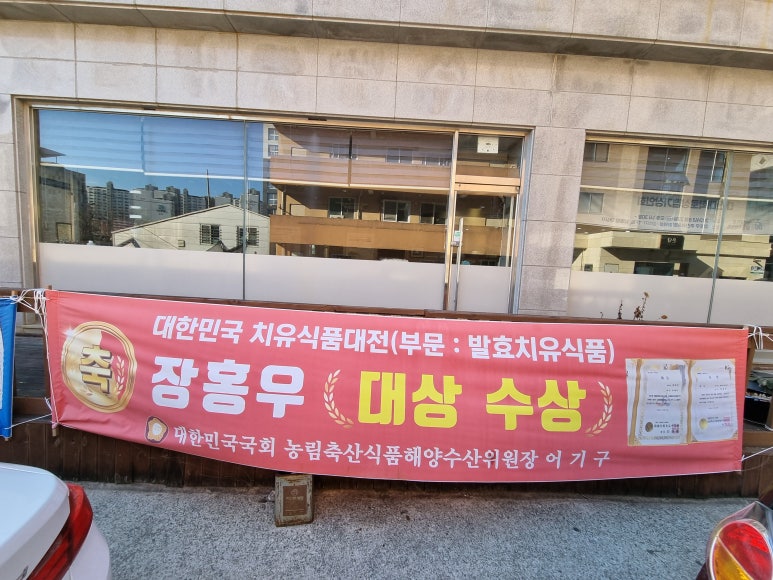 축
대한민국 치유식품대전(부문 : 발효치유식품)
장흥우 대상 수상
대한민국국회 농림축산식품해양수산위원장 어기구